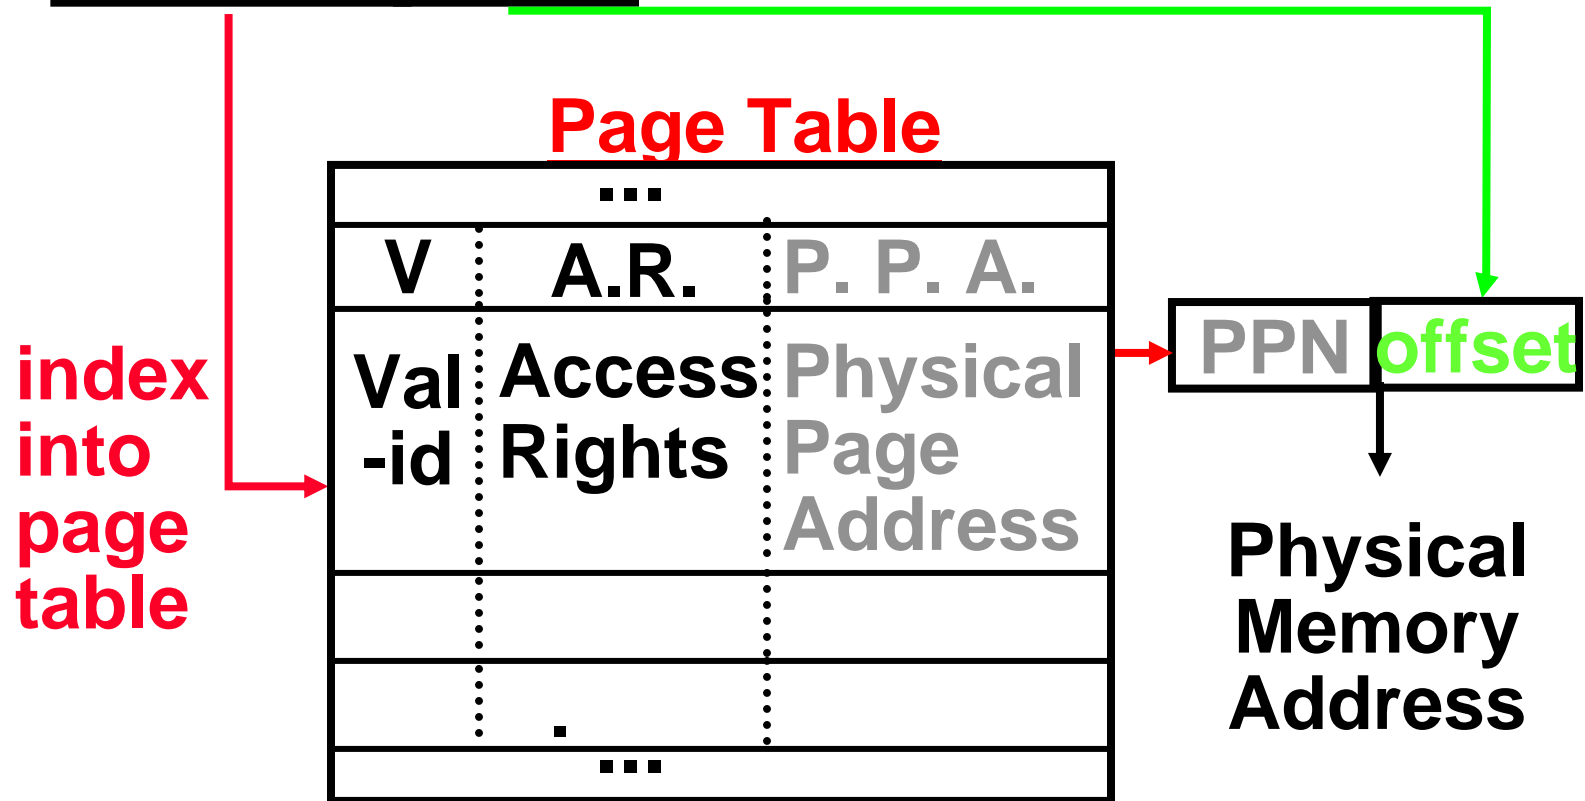 Page Table
...
V A.R. P. P. A.
index
into
page
table
Val
-id
Access
Rights
Physical
Page
Address
PPN offset
Physical
Memory
Address
.
...